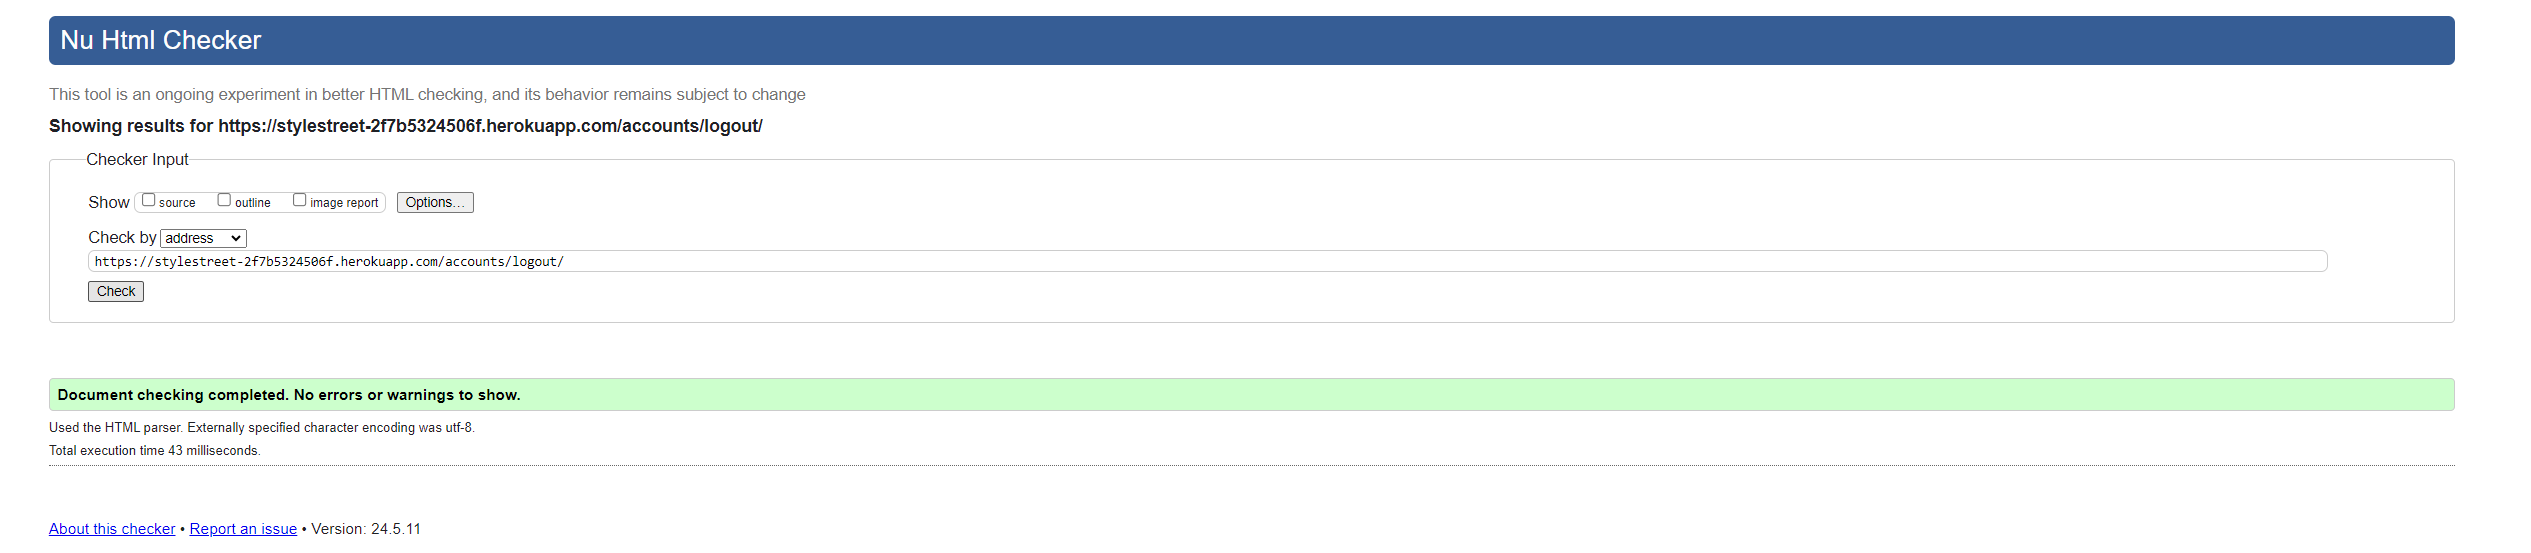 Nu Html Checker
This tool is an ongoing experiment in better HTML checking, and its behavior remains subject to change
Showing results for https://stylestreet-2f7b5324506f.herokuapp.com/accounts/logout/
Checker Input
Show source outline image report Options...
Check by address
https://stylestreet-2f7b5324506f.herokuapp.com/accounts/logout/
Check
Document checking completed. No errors or warnings to show.
Used the HTML parser. Externally specified character encoding was utf-8.
Total execution time 43 milliseconds.
About this checker • Report an issue • Version: 24.5.11